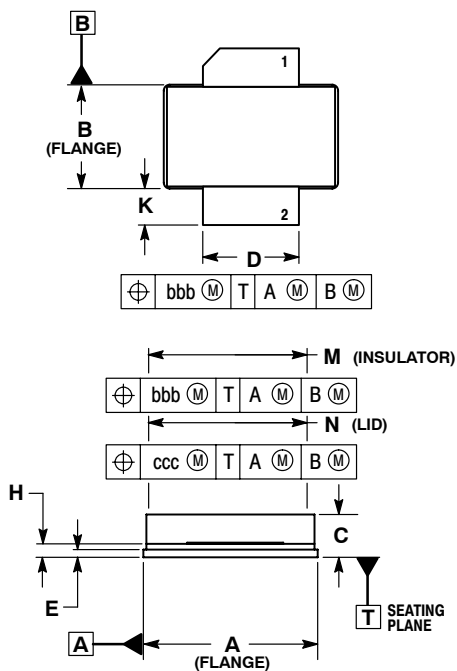 B
1
B
(FLANGE)
K
2
D
⌖ bbb Ⓜ T A Ⓜ B Ⓜ
M (INSULATOR)
⌖ bbb Ⓜ T A Ⓜ B Ⓜ
N (LID)
⌖ ccc Ⓜ T A Ⓜ B Ⓜ
H
C
E
T SEATING
PLANE
A
A
(FLANGE)